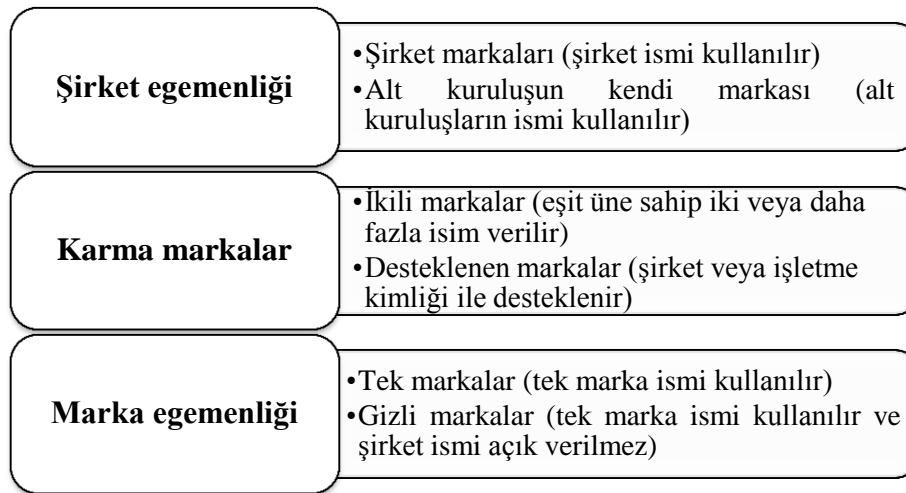 Şirket egemenliği
•Şirket markaları (şirket ismi kullanılır)
•Alt kuruluşun kendi markası (alt
kuruluşların ismi kullanılır)
Karma markalar
•İkili markalar (eşit üne sahip iki veya daha
fazla isim verilir)
•Desteklenen markalar (şirket veya işletme
kimliği ile desteklenir)
Marka egemenliği
•Tek markalar (tek marka ismi kullanılır)
•Gizli markalar (tek marka ismi kullanılır ve
şirket ismi açık verilmez)